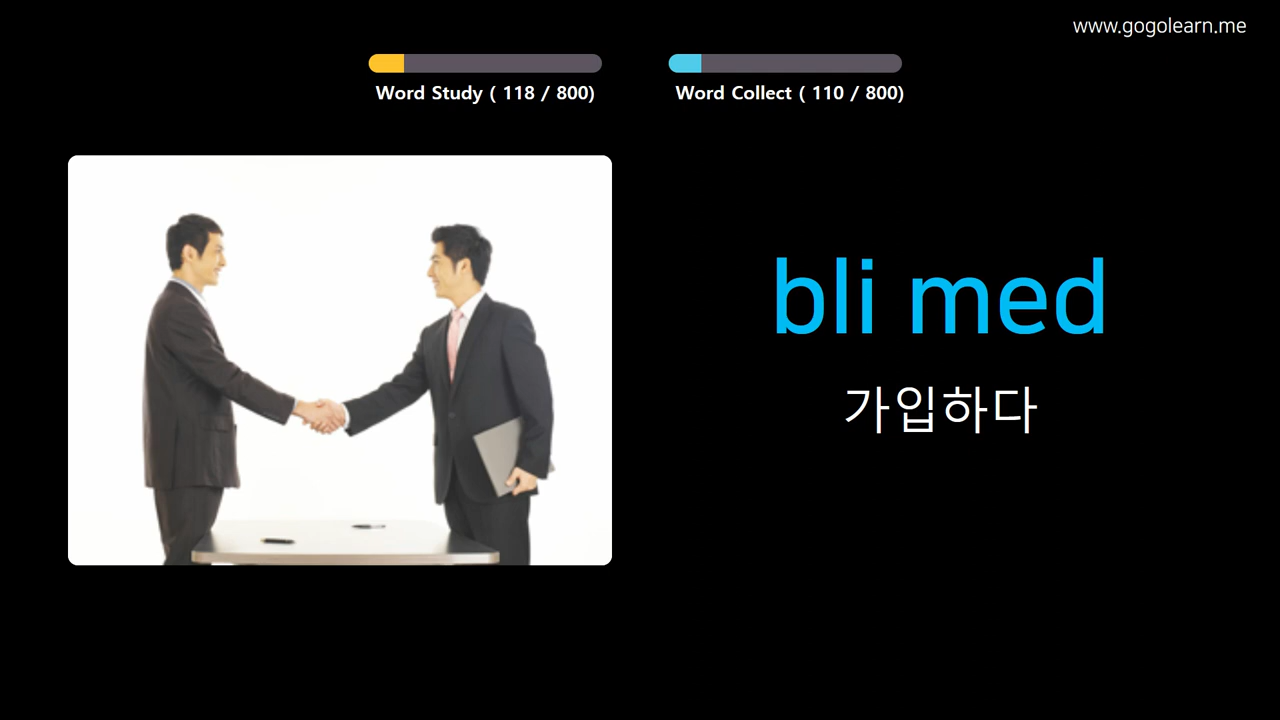 www.gogolearn.me
Word Study ( 118 / 800)
Word Collect ( 110 / 800)
bli med
가입하다